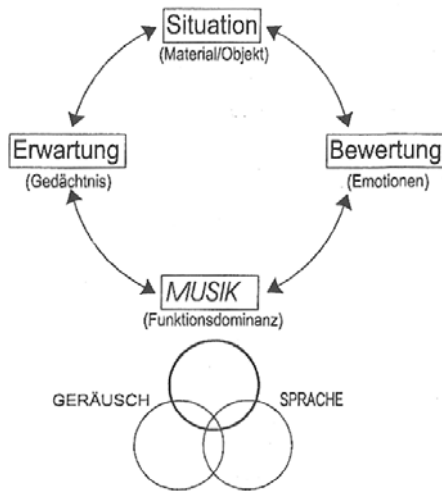 Situation
(Material/Objekt)
Erwartung
(Gedächtnis)
Bewertung
(Emotionen)
MUSIK
(Funktionsdominanz)
GERÄUSCH
SPRACHE